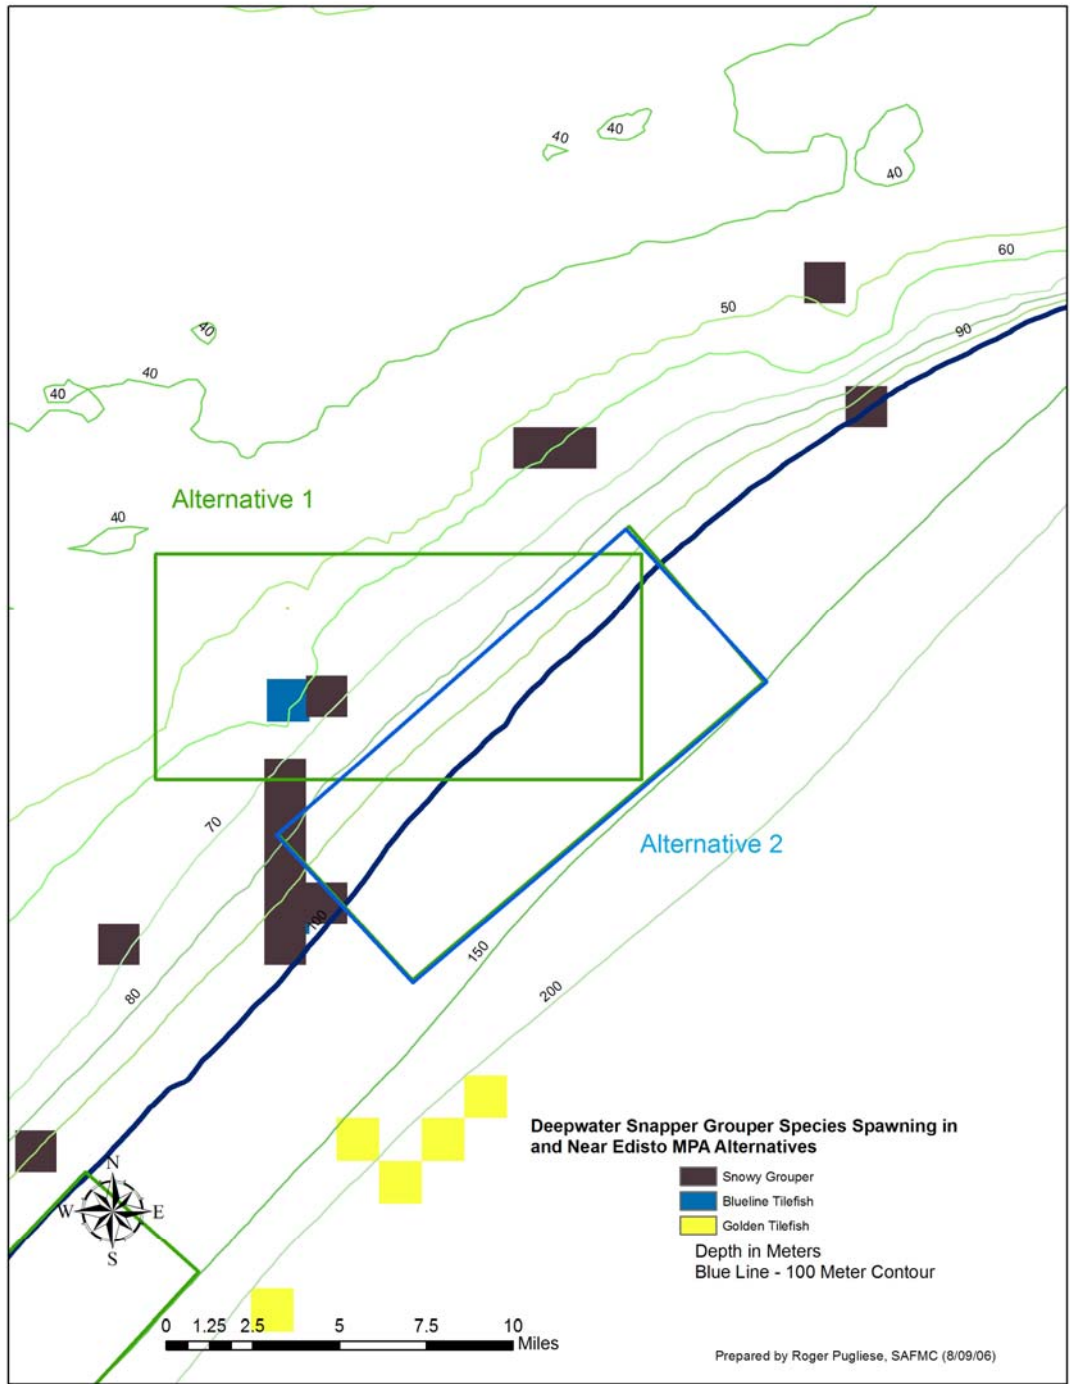 40
40
40
60
50
90
40
40
40
Alternative 1
40
70
Alternative 2
100
150
80
200
Deepwater Snapper Grouper Species Spawning in
and Near Edisto MPA Alternatives
Snowy Grouper
Blueline Tilefish
Golden Tilefish
Depth in Meters
Blue Line - 100 Meter Contour
N
W E
S
0 1.25 2.5 5 7.5 10
Miles
Prepared by Roger Pugliese, SAFMC (8/09/06)